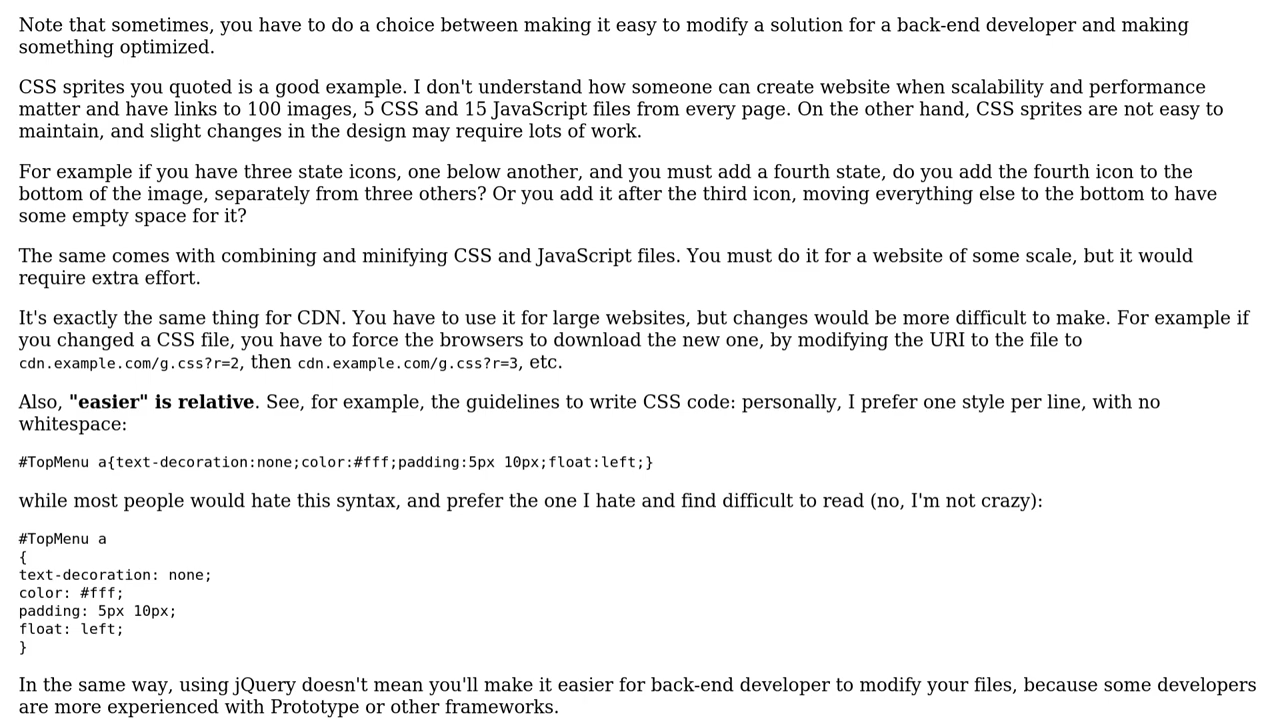 Note that sometimes, you have to do a choice between making it easy to modify a solution for a back-end developer and making
something optimized.
CSS sprites you quoted is a good example. I don't understand how someone can create website when scalability and performance
matter and have links to 100 images, 5 CSS and 15 JavaScript files from every page. On the other hand, CSS sprites are not easy to
maintain, and slight changes in the design may require lots of work.
For example if you have three state icons, one below another, and you must add a fourth state, do you add the fourth icon to the
bottom of the image, separately from three others? Or you add it after the third icon, moving everything else to the bottom to have
some empty space for it?
The same comes with combining and minifying CSS and JavaScript files. You must do it for a website of some scale, but it would
require extra effort.
It's exactly the same thing for CDN. You have to use it for large websites, but changes would be more difficult to make. For example if
you changed a CSS file, you have to force the browsers to download the new one, by modifying the URI to the file to
cdn.example.com/g.css?r=2, then cdn.example.com/g.css?r=3, etc.
Also, "easier" is relative. See, for example, the guidelines to write CSS code: personally, I prefer one style per line, with no
whitespace:
#TopMenu a{text-decoration:none;color:#fff;padding:5px 10px;float:left;}
while most people would hate this syntax, and prefer the one I hate and find difficult to read (no, I'm not crazy):
#TopMenu a
{
text-decoration: none;
color: #fff;
padding: 5px 10px;
float: left;
}
In the same way, using jQuery doesn't mean you'll make it easier for back-end developer to modify your files, because some developers
are more experienced with Prototype or other frameworks.